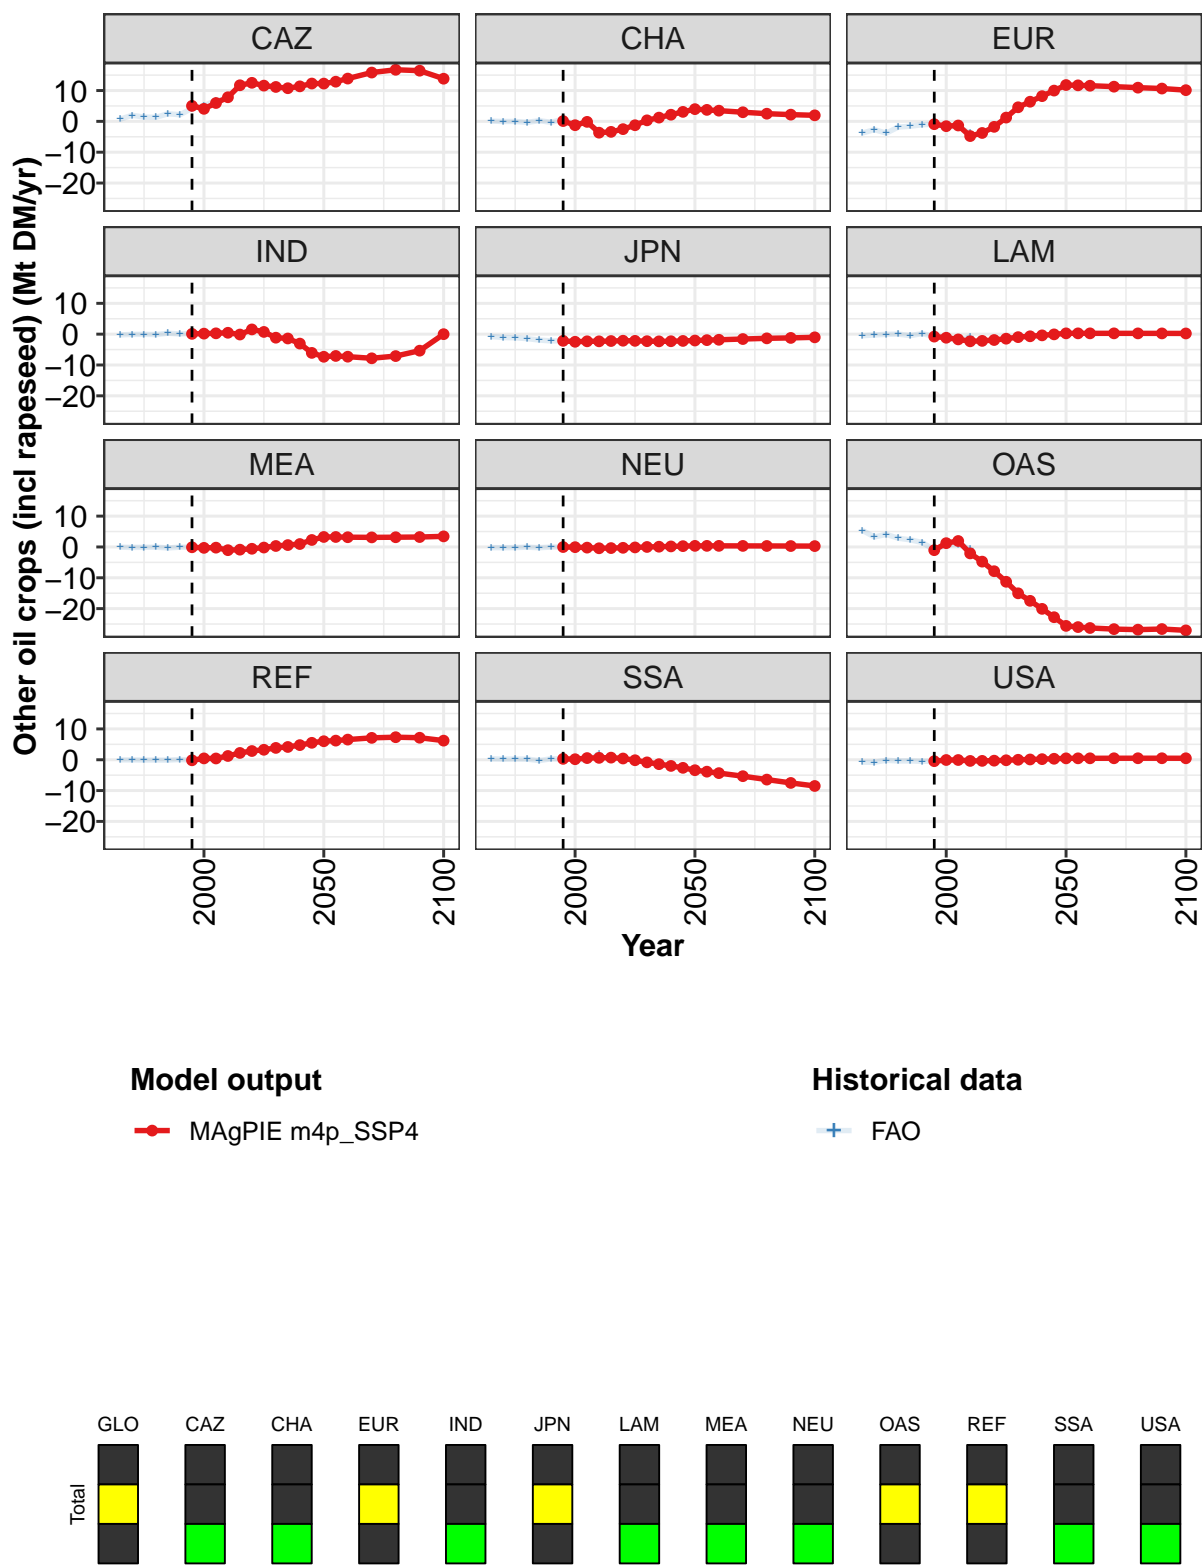 CAZ CHA EUR
10
0
−10
−20
IND JPN LAM
10
0
−10
−20
MEA NEU OAS
10
0
−10
−20
REF SSA USA
10
0
−10
−20
Other oil crops (incl rapeseed) (Mt DM/yr)
2000 2050 2100 2000 2050 2100 2000 2050 2100
Year
Model output
MAgPIE m4p_SSP4
Historical data
FAO
GLO CAZ CHA EUR IND JPN LAM MEA NEU OAS REF SSA USA
Total